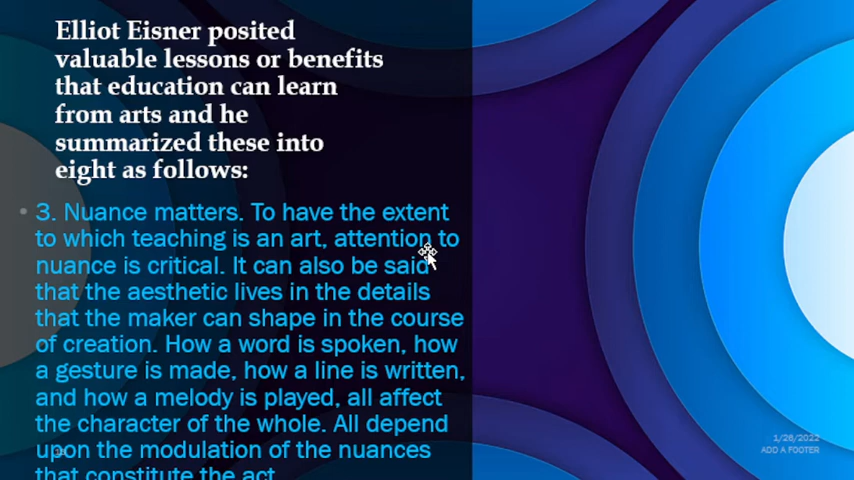 Elliot Eisner posited
valuable lessons or benefits
that education can learn
from arts and he
summarized these into
eight as follows:
• 3. Nuance matters. To have the extent
to which teaching is an art, attention to
nuance is critical. It can also be said
that the aesthetic lives in the details
that the maker can shape in the course
of creation. How a word is spoken, how
a gesture is made, how a line is written,
and how a melody is played, all affect
the character of the whole. All depend
upon the modulation of the nuances
that constitute the act.
1/26/2022
ADD A FOOTER